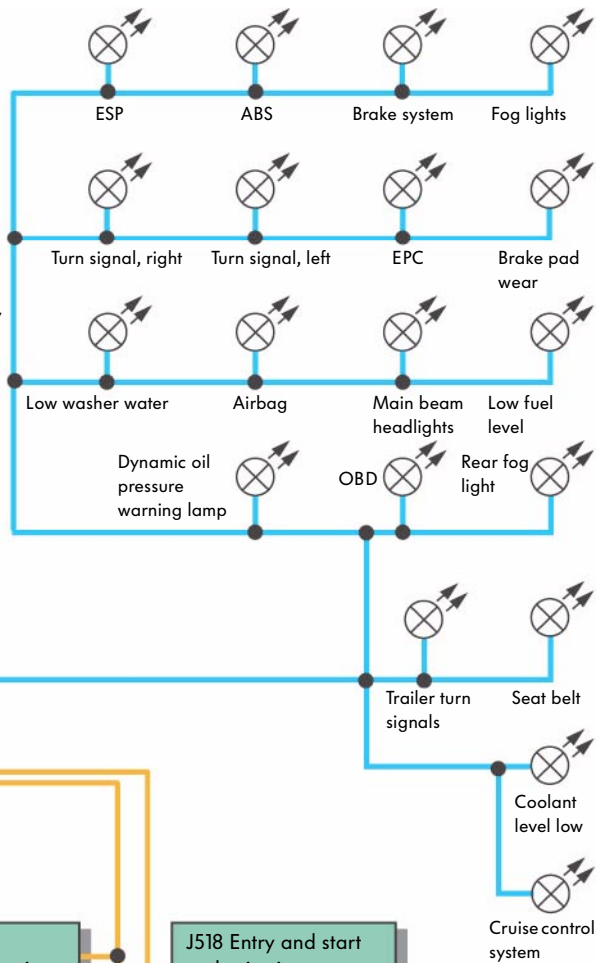 ESP
ABS
Brake system
Fog lights
Turn signal, right
Turn signal, left
EPC
Brake pad
wear
Low washer water
Airbag
Main beam
headlights
Low fuel
level
Dynamic oil
pressure
warning lamp
OBD
Rear fog
light
Trailer turn
signals
Seat belt
Coolant
level low
Cruise control
system
J518 Entry and start